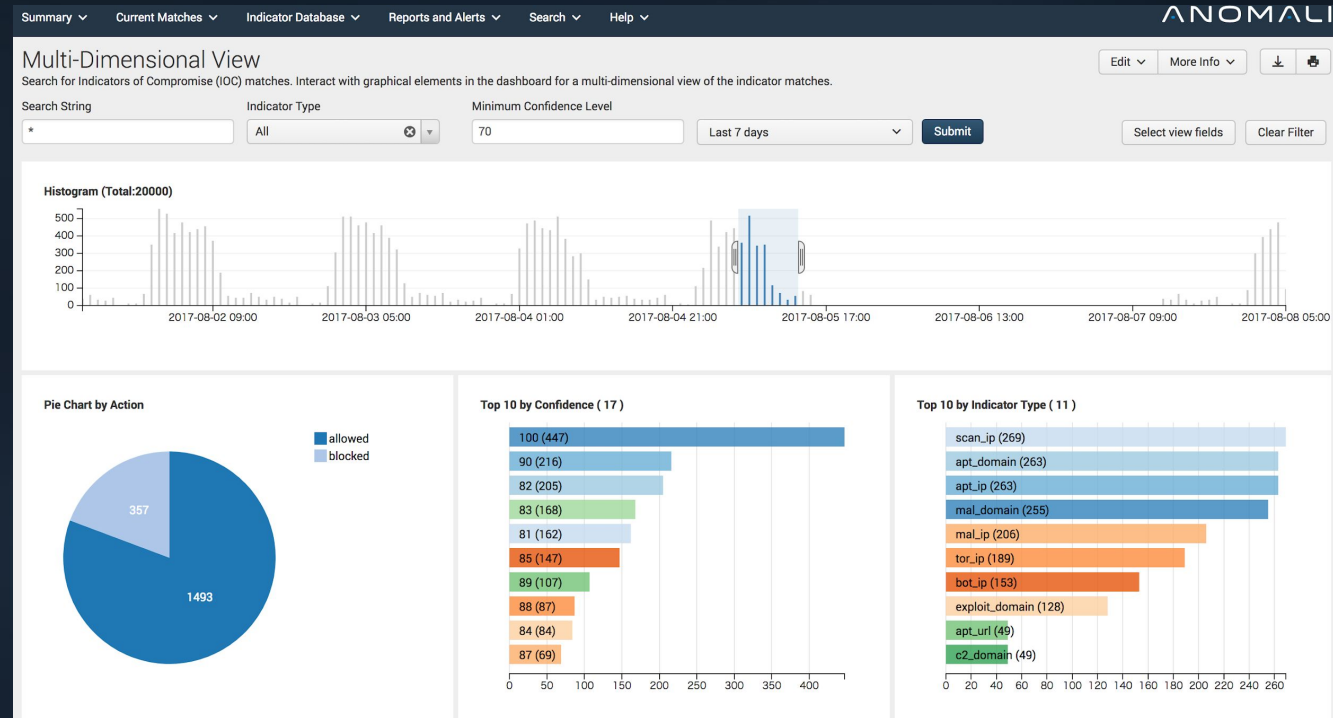 Summary Current Matches Indicator Database Reports and Alerts Search Help ANOMALI
Multi-Dimensional View
Edit More Info
Search for Indicators of Compromise (IOC) matches. Interact with graphical elements in the dashboard for a multi-dimensional view of the indicator matches.
Search String Indicator Type Minimum Confidence Level
* All 70 Last 7 days Submit Select view fields Clear Filter
Histogram (Total:20000)
500
400
300
200
100
0
2017-08-02 09:00 2017-08-03 05:00 2017-08-04 01:00 2017-08-04 21:00 2017-08-05 17:00 2017-08-06 13:00 2017-08-07 09:00 2017-08-08 05:00
Pie Chart by Action
allowed
blocked
357
1493
Top 10 by Confidence ( 17 )
100 (447)
90 (216)
82 (205)
83 (168)
81 (162)
85 (147)
89 (107)
88 (87)
84 (84)
87 (69)
0 50 100 150 200 250 300 350 400
Top 10 by Indicator Type ( 11 )
scan_ip (269)
apt_domain (263)
apt_ip (263)
mal_domain (255)
mal_ip (206)
tor_ip (189)
bot_ip (153)
exploit_domain (128)
apt_url (49)
c2_domain (49)
0 20 40 60 80 100 120 140 160 180 200 220 240 260